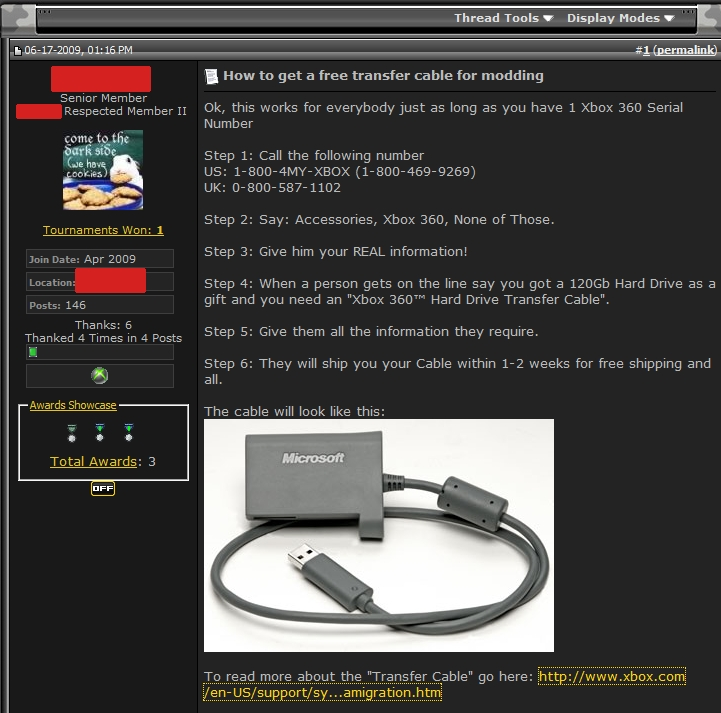 Thread Tools Display Modes
06-17-2009, 01:16 PM #1 (permalink)
Senior Member
Respected Member II
come to the
dark side
(we have
cookies)
Tournaments Won: 1
Join Date: Apr 2009
Location:
Posts: 146
Thanks: 6
Thanked 4 Times in 4 Posts
Awards Showcase
Total Awards: 3
OFF
How to get a free transfer cable for modding
Ok, this works for everybody just as long as you have 1 Xbox 360 Serial
Number
Step 1: Call the following number
US: 1-800-4MY-XBOX (1-800-469-9269)
UK: 0-800-587-1102
Step 2: Say: Accessories, Xbox 360, None of Those.
Step 3: Give him your REAL information!
Step 4: When a person gets on the line say you got a 120Gb Hard Drive as a
gift and you need an "Xbox 360™ Hard Drive Transfer Cable".
Step 5: Give them all the information they require.
Step 6: They will ship you your Cable within 1-2 weeks for free shipping and
all.
The cable will look like this:
Microsoft
To read more about the "Transfer Cable" go here: http://www.xbox.com
/en-US/support/sy...amigration.htm